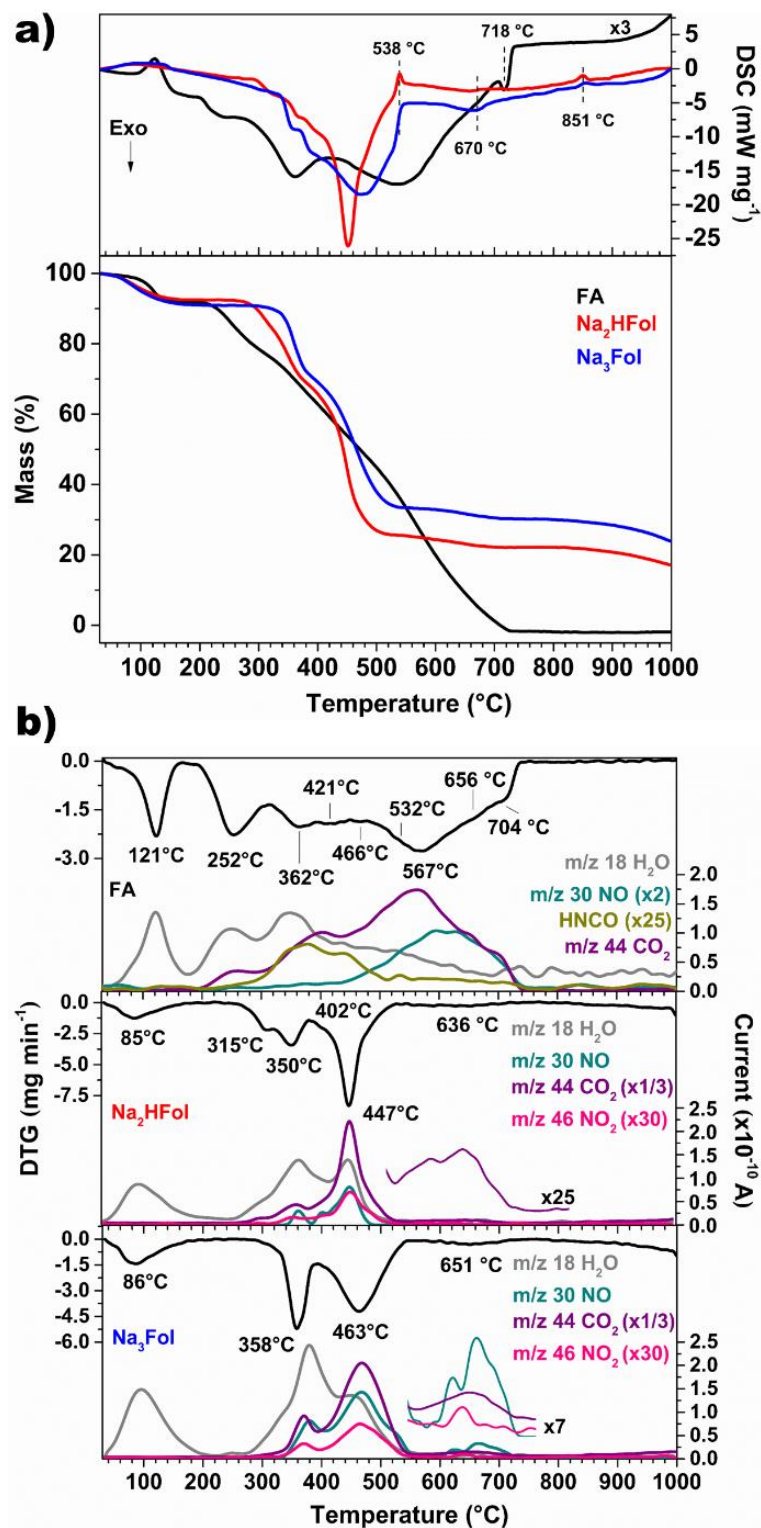 a)
x3
538 °C
718 °C
Exo
670 °C
851 °C
5
0
-5
-10
-15
-20
-25
DSC (mW mg-1)
100
80
60
40
20
0
Mass (%)
FA
Na2HFol
Na3Fol
100 200 300 400 500 600 700 800 900 1000
Temperature (°C)
b)
0.0
-1.5
-3.0
121°C
252°C
362°C
421°C
466°C
532°C
567°C
656 °C
704 °C
FA
m/z 18 H2O
m/z 30 NO (x2)
HNCO (x25)
m/z 44 CO2
2.0
1.5
1.0
0.5
0.0
0.0
-2.5
-5.0
-7.5
85°C
315°C
350°C
402°C
447°C
636 °C
Na2HFol
m/z 18 H2O
m/z 30 NO
m/z 44 CO2 (x1/3)
m/z 46 NO2 (x30)
x25
2.5
2.0
1.5
1.0
0.5
0.0
DTG (mg min-1)
Current (x10-10 A)
0.0
-1.5
-3.0
-4.5
-6.0
86°C
358°C
463°C
651 °C
Na3Fol
m/z 18 H2O
m/z 30 NO
m/z 44 CO2 (x1/3)
m/z 46 NO2 (x30)
x7
2.5
2.0
1.5
1.0
0.5
0.0
100 200 300 400 500 600 700 800 900 1000
Temperature (°C)